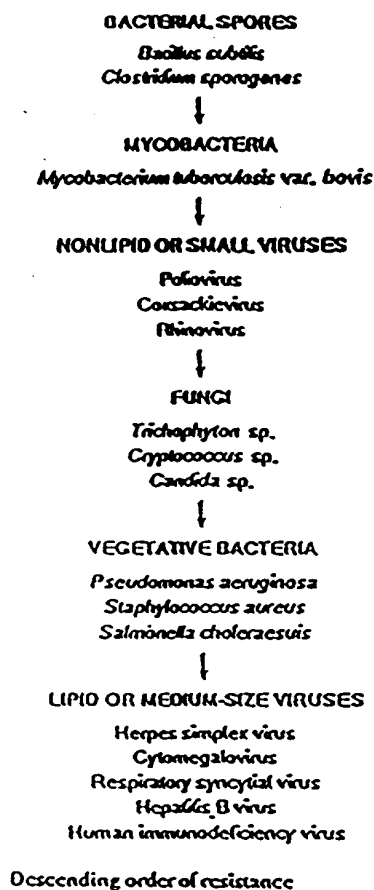 BACTERIAL SPORES
Bacillus subtilis
Clostridium sporogenes
MYCOBACTERIA
Mycobacterium tuberculosis var. bovis
NONLIPID OR SMALL VIRUSES
Poliovirus
Coxsackievirus
Rhinovirus
FUNGI
Trichophyton sp.
Cryptococcus sp.
Candida sp.
VEGETATIVE BACTERIA
Pseudomonas aeruginosa
Staphylococcus aureus
Salmonella choleraesuis
LIPID OR MEDIUM-SIZE VIRUSES
Herpes simplex virus
Cytomegalovirus
Respiratory syncytial virus
Hepatitis B virus
Human immunodeficiency virus
Descending order of resistance